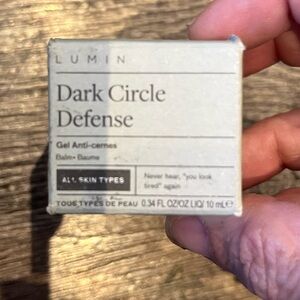 LUMIN
Dark Circle
Defense
Gel Anti-cernes
Balm • Baume
ALL SKIN TYPES
Never hear, "you look
tired" again
TOUS TYPES DE PEAU 0.34 FL OZ/OZ LIQ/ 10 mL℮